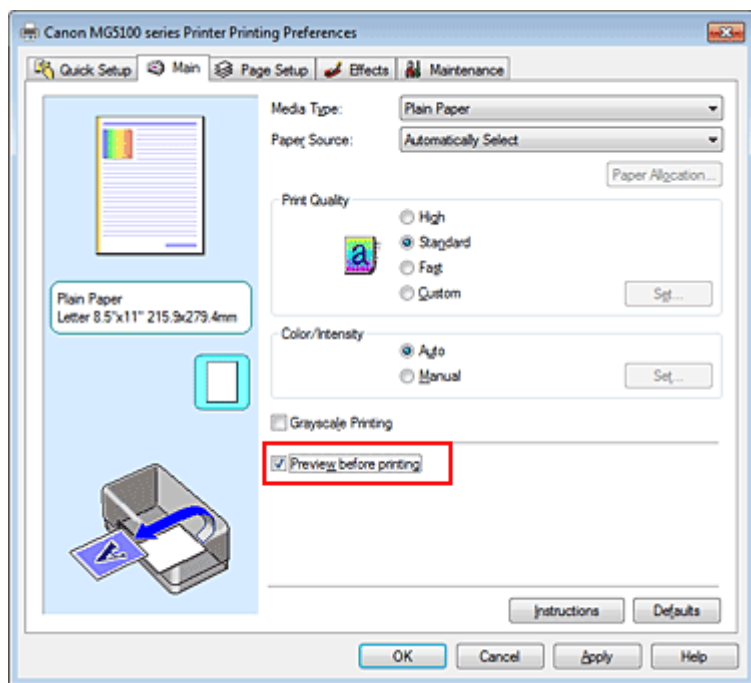 Canon MG5100 series Printer Printing Preferences
Quick Setup Main Page Setup Effects Maintenance
Media Type: Plain Paper
Paper Source: Automatically Select
Paper Allocation...
Print Quality
High
Standard
Fast
Custom Set...
Plain Paper
Letter 8.5"x11" 215.9x279.4mm
Color/Intensity
Auto
Manual Set...
Grayscale Printing
Preview before printing
Instructions Defaults
OK Cancel Apply Help